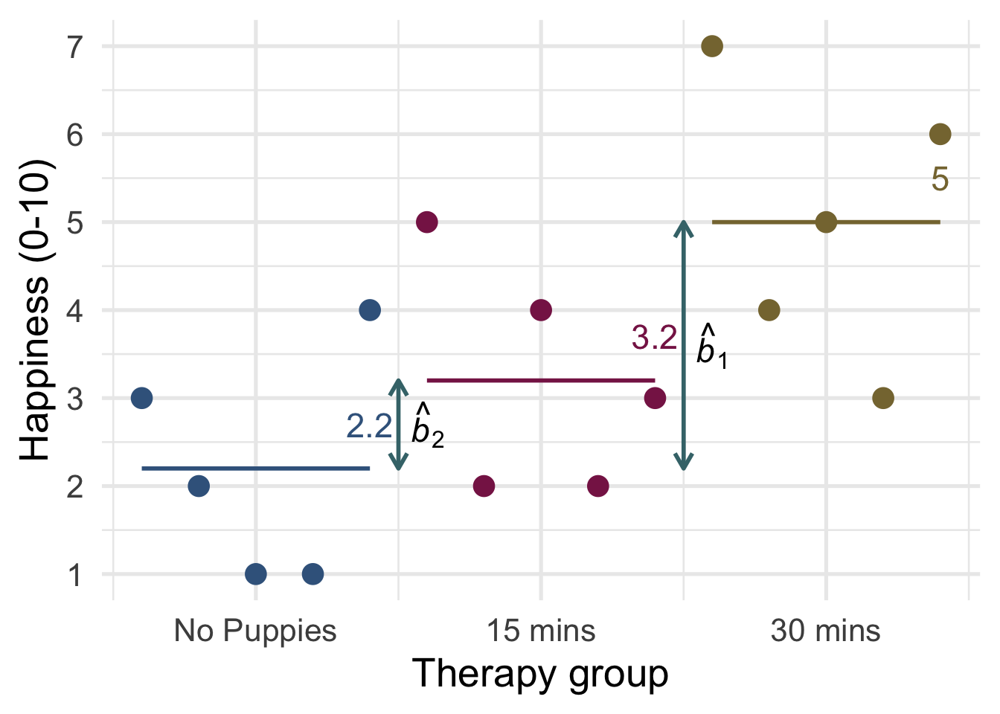 Happiness (0-10)
7
6
5
4
3
2
1
5
3.2
b̂₁
2.2
b̂₂
No Puppies
15 mins
30 mins
Therapy group